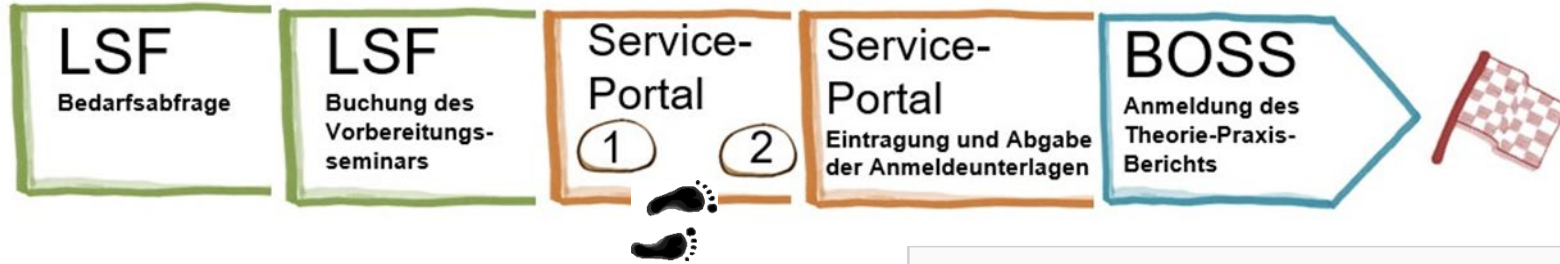 LSF
Bedarfsabfrage
LSF
Buchung des
Vorbereitungs-
seminars
Service-
Portal
1
2
Service-
Portal
Eintragung und Abgabe
der Anmeldeunterlagen
BOSS
Anmeldung des
Theorie-Praxis-
Berichts